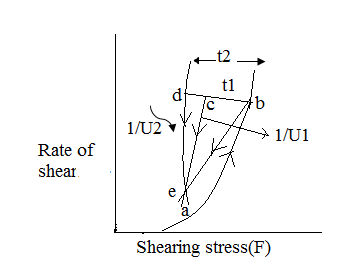 t2
t1
d
c
b
1/U2
1/U1
Rate of
shear
e
a
Shearing stress(F)